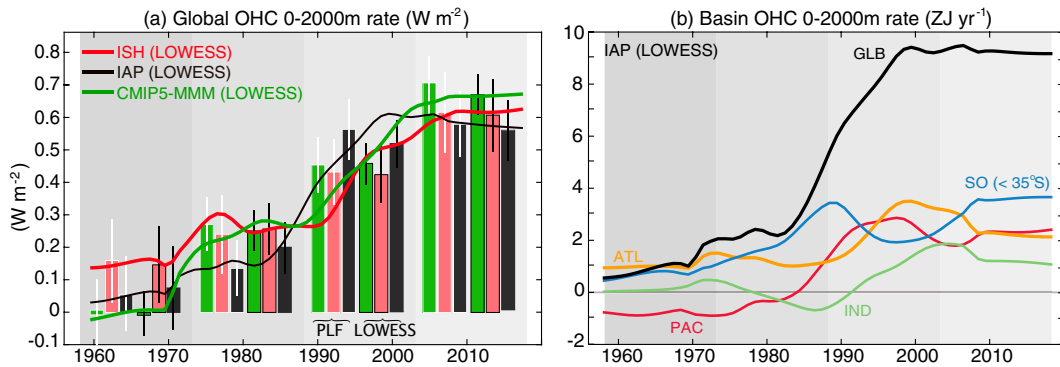 (a) Global OHC 0-2000m rate (W m⁻²)
ISH (LOWESS)
IAP (LOWESS)
CMIP5-MMM (LOWESS)
(W m⁻²)
0.8
0.7
0.6
0.5
0.4
0.3
0.2
0.1
0
-0.1
PLF LOWESS
1960 1970 1980 1990 2000 2010
(b) Basin OHC 0-2000m rate (ZJ yr⁻¹)
IAP (LOWESS)
GLB
SO (< 35°S)
ATL
PAC
IND
10
8
6
4
2
0
-2
1960 1970 1980 1990 2000 2010